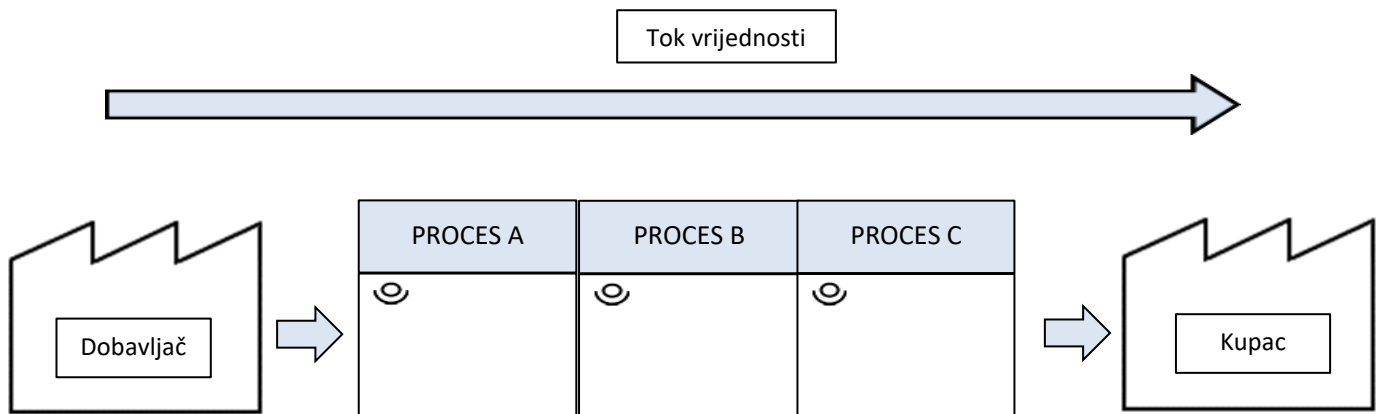 Tok vrijednosti
PROCES A
PROCES B
PROCES C
Dobavljač
Kupac